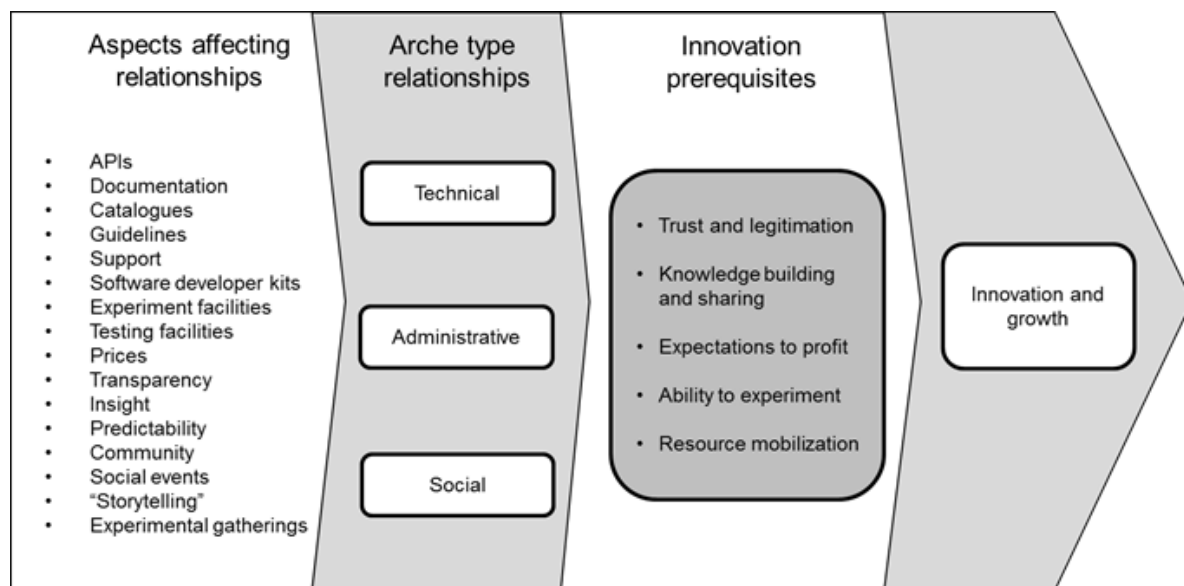 Aspects affecting
relationships
• APIs
• Documentation
• Catalogues
• Guidelines
• Support
• Software developer kits
• Experiment facilities
• Testing facilities
• Prices
• Transparency
• Insight
• Predictability
• Community
• Social events
• “Storytelling”
• Experimental gatherings
Arche type
relationships
Technical
Administrative
Social
Innovation
prerequisites
• Trust and legitimation
• Knowledge building
and sharing
• Expectations to profit
• Ability to experiment
• Resource mobilization
Innovation and
growth